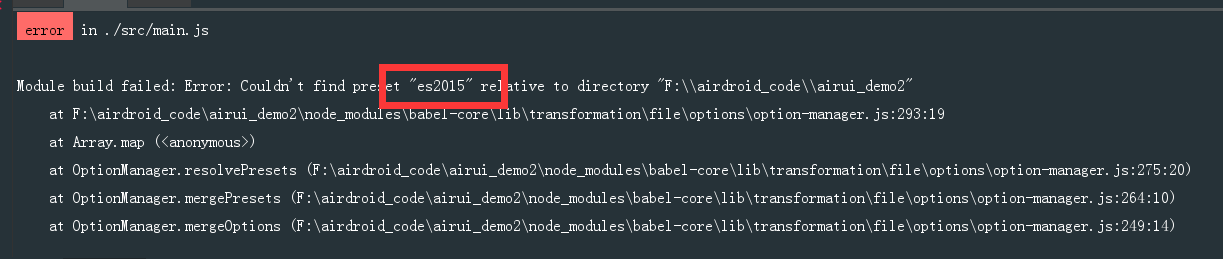 error in ./src/main.js
Module build failed: Error: Couldn't find preset "es2015" relative to directory "F:\\airdroid_code\\airui_demo2"
at F:\airdroid_code\airui_demo2\node_modules\babel-core\lib\transformation\file\options\option-manager.js:293:19
at Array.map (<anonymous>)
at OptionManager.resolvePresets (F:\airdroid_code\airui_demo2\node_modules\babel-core\lib\transformation\file\options\option-manager.js:275:20)
at OptionManager.mergePresets (F:\airdroid_code\airui_demo2\node_modules\babel-core\lib\transformation\file\options\option-manager.js:264:10)
at OptionManager.mergeOptions (F:\airdroid_code\airui_demo2\node_modules\babel-core\lib\transformation\file\options\option-manager.js:249:14)